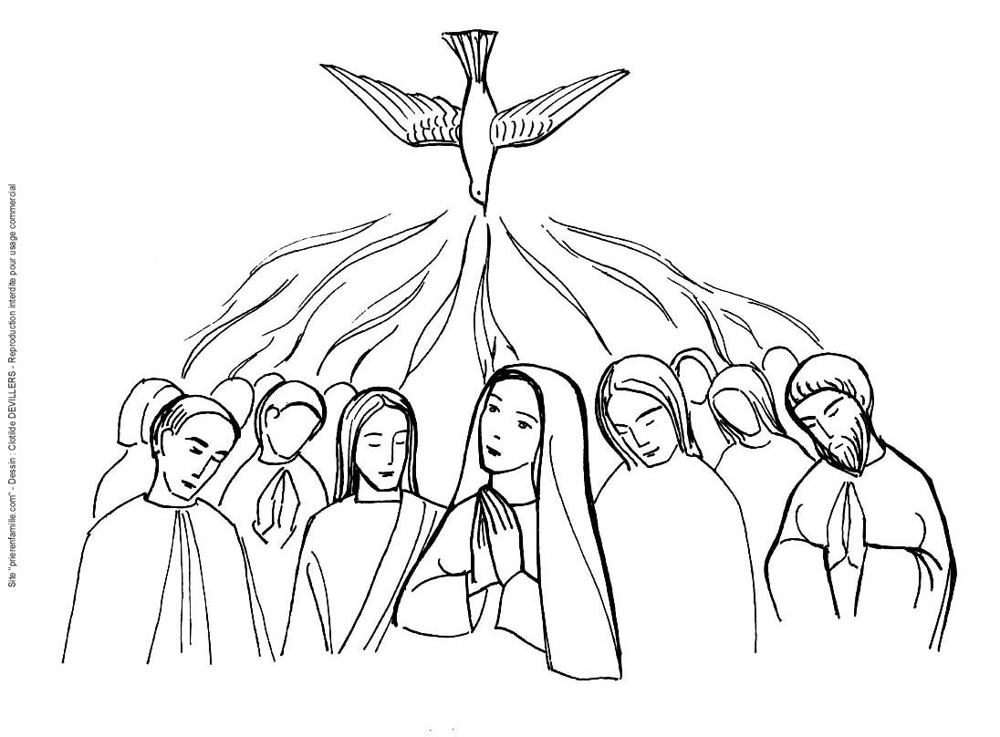 Site "prierenfamille.com" - Dessin : Clotilde DEVILLERS - Reproduction interdite pour usage commercial